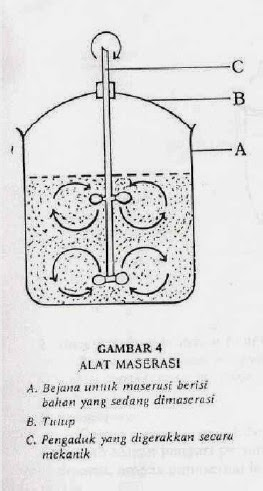 C
B
A
GAMBAR 4
ALAT MASERASI
A. Bejana untuk maserasi berisi
bahan yang sedang dimaserasi
B. Tutup
C. Pengaduk yang digerakkan secara
mekanik